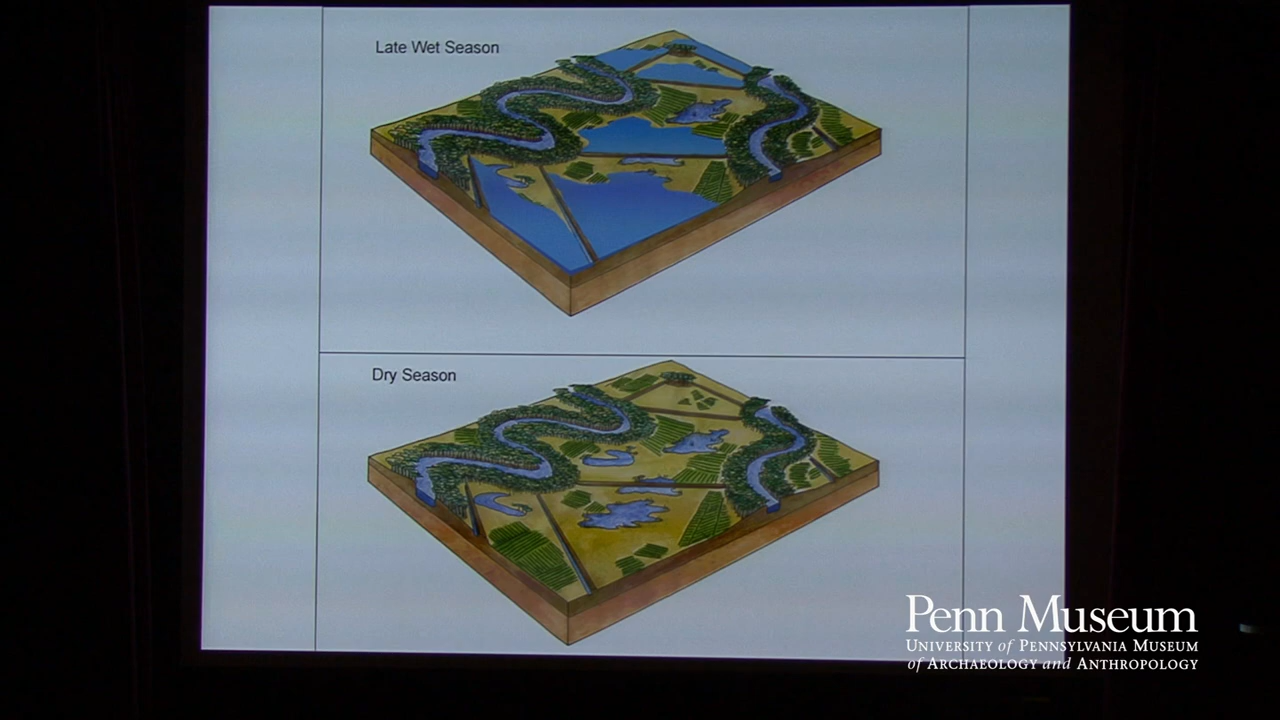 Late Wet Season
Dry Season
Penn Museum
University of Pennsylvania Museum
of Archaeology and Anthropology